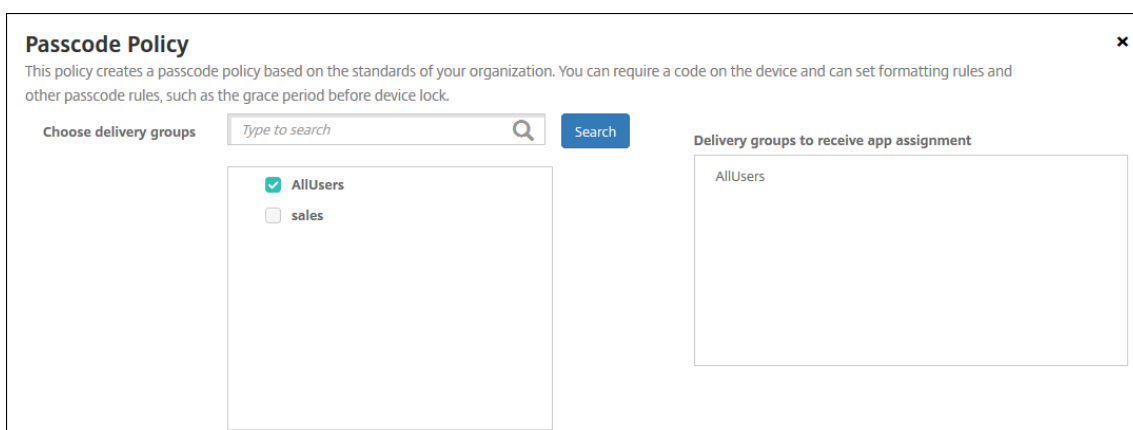 Passcode Policy
This policy creates a passcode policy based on the standards of your organization. You can require a code on the device and can set formatting rules and
other passcode rules, such as the grace period before device lock.
Choose delivery groups
Type to search
Search
AllUsers
sales
Delivery groups to receive app assignment
AllUsers